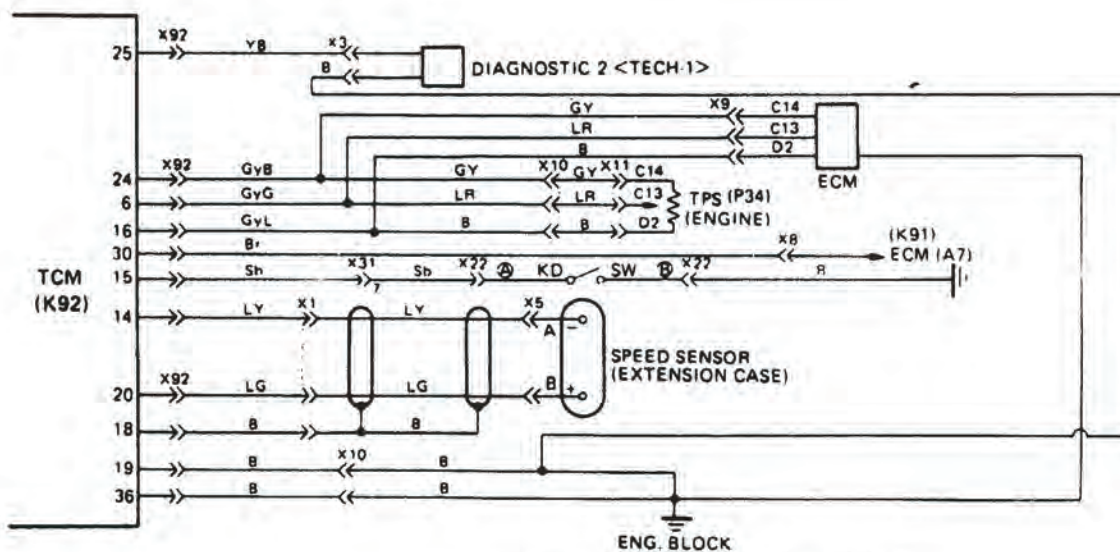 25 X92 YB X3
B DIAGNOSTIC 2 <TECH-1>
GY X9 C14
LR C13
B D2
ECM
24 X92 GyB GY X10 GY X11 C14
6 GyG LR LR C13 TPS (P34)
16 GyL B B D2 (ENGINE)
30 Br X8 (K91)
ECM (A7)
15 Sb X31 7 Sb X22 A KD SW B X22 B
TCM
(K92)
14 LY X1 LY X5
A -
SPEED SENSOR
(EXTENSION CASE)
20 X92 LG LG B +
18 B B
19 B X10 B
36 B B
ENG. BLOCK